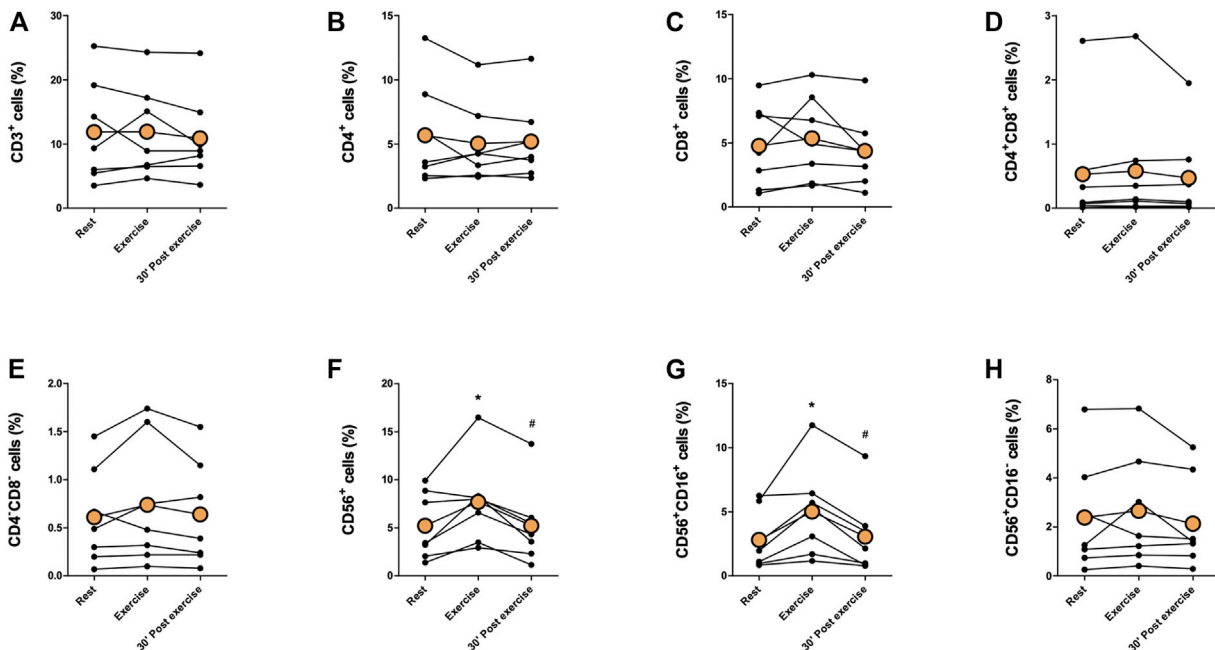 A
CD3⁺ cells (%)
30
20
10
0
Rest
Exercise
30' Post exercise
B
CD4⁺ cells (%)
15
10
5
0
Rest
Exercise
30' Post exercise
C
CD8⁺ cells (%)
15
10
5
0
Rest
Exercise
30' Post exercise
D
CD4⁺CD8⁺ cells (%)
3
2
1
0
Rest
Exercise
30' Post exercise
E
CD4⁻CD8⁻ cells (%)
2.0
1.5
1.0
0.5
0.0
Rest
Exercise
30' Post exercise
F
CD56⁺ cells (%)
20
15
10
5
0
*
#
Rest
Exercise
30' Post exercise
G
CD56⁺CD16⁺ cells (%)
15
10
5
0
*
#
Rest
Exercise
30' Post exercise
H
CD56⁺CD16⁻ cells (%)
8
6
4
2
0
Rest
Exercise
30' Post exercise